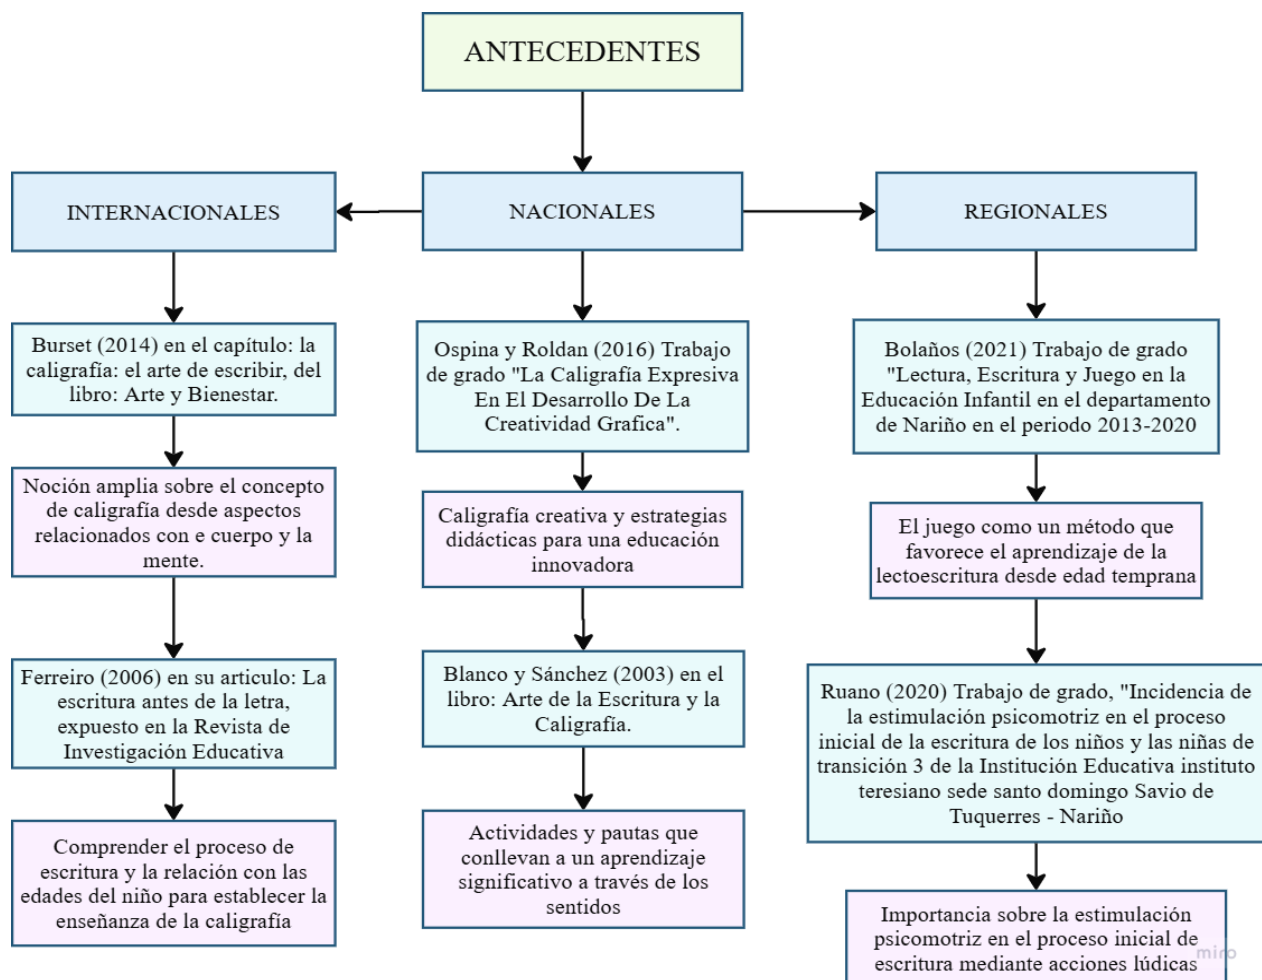 ANTECEDENTES
INTERNACIONALES
NACIONALES
REGIONALES
Burset (2014) en el capítulo: la
caligrafía: el arte de escribir, del
libro: Arte y Bienestar.
Noción amplia sobre el concepto
de caligrafía desde aspectos
relacionados con e cuerpo y la
mente.
Ferreiro (2006) en su articulo: La
escritura antes de la letra,
expuesto en la Revista de
Investigación Educativa
Comprender el proceso de
escritura y la relación con las
edades del niño para establecer la
enseñanza de la caligrafía
Ospina y Roldan (2016) Trabajo
de grado "La Caligrafía Expresiva
En El Desarrollo De La
Creatividad Grafica".
Caligrafía creativa y estrategias
didácticas para una educación
innovadora
Blanco y Sánchez (2003) en el
libro: Arte de la Escritura y la
Caligrafía.
Actividades y pautas que
conllevan a un aprendizaje
significativo a través de los
sentidos
Bolaños (2021) Trabajo de grado
"Lectura, Escritura y Juego en la
Educación Infantil en el departamento
de Nariño en el periodo 2013-2020
El juego como un método que
favorece el aprendizaje de la
lectoescritura desde edad temprana
Ruano (2020) Trabajo de grado, "Incidencia de
la estimulación psicomotriz en el proceso
inicial de la escritura de los niños y las niñas de
transición 3 de la Institución Educativa instituto
teresiano sede santo domingo Savio de
Tuquerres - Nariño
Importancia sobre la estimulación
psicomotriz en el proceso inicial de
escritura mediante acciones lúdicas
miro